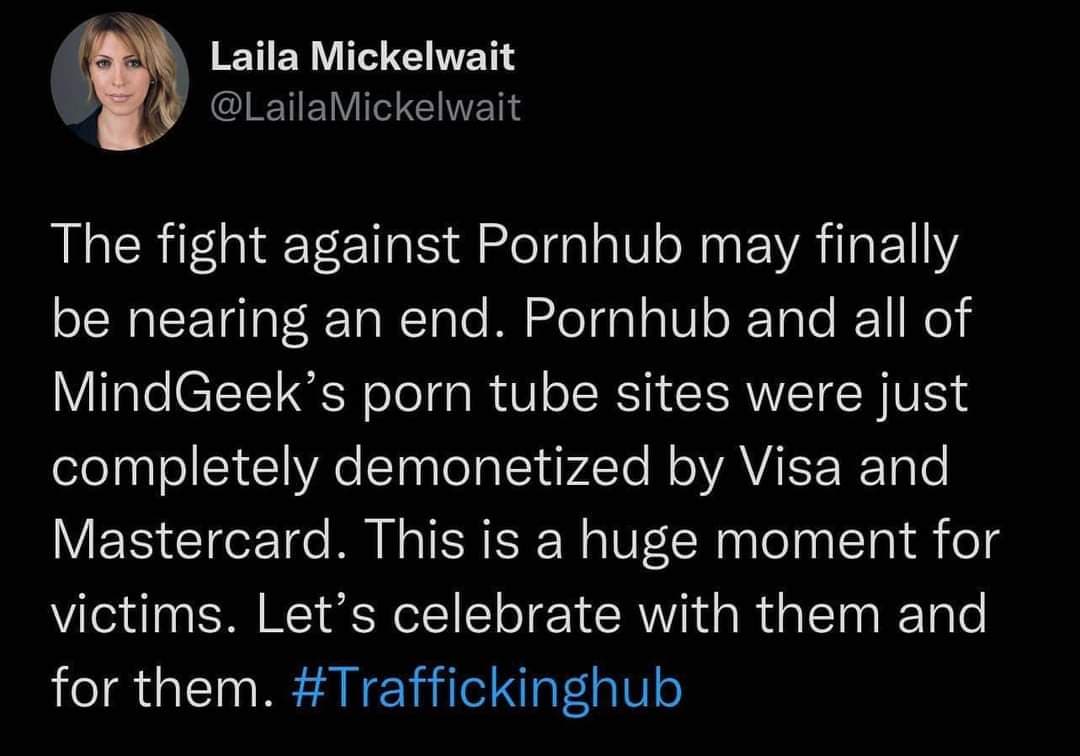 Laila Mickelwait
@LailaMickelwait
The fight against Pornhub may finally
be nearing an end. Pornhub and all of
MindGeek’s porn tube sites were just
completely demonetized by Visa and
Mastercard. This is a huge moment for
victims. Let’s celebrate with them and
for them. #Traffickinghub